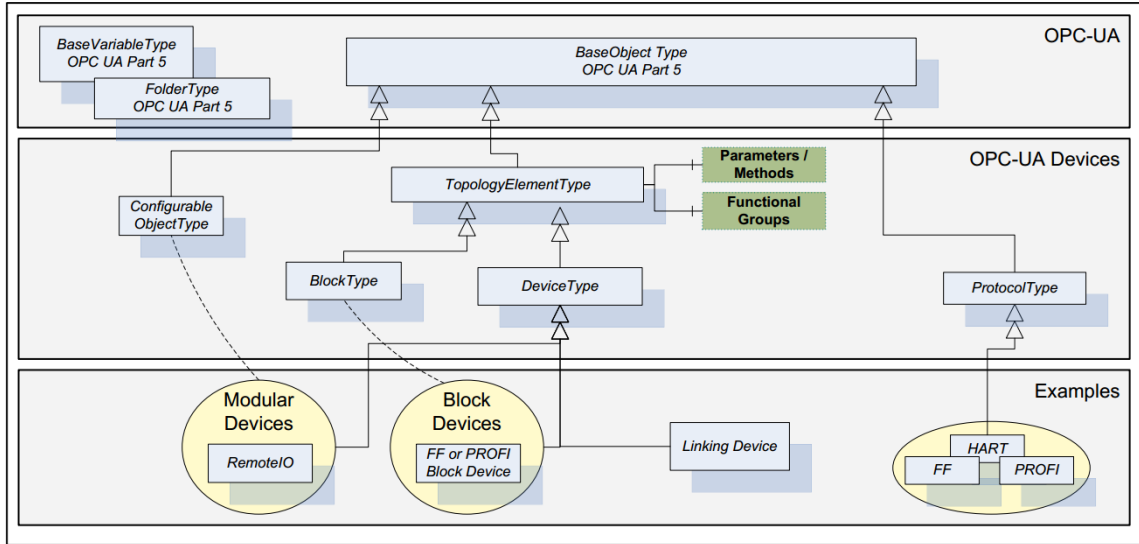 OPC-UA
BaseVariableType
OPC UA Part 5
FolderType
OPC UA Part 5
BaseObject Type
OPC UA Part 5
OPC-UA Devices
Parameters /
Methods
TopologyElementType
Functional
Groups
Configurable
ObjectType
BlockType
DeviceType
ProtocolType
Examples
Modular
Devices
RemoteIO
Block
Devices
FF or PROFI
Block Device
Linking Device
HART
FF
PROFI